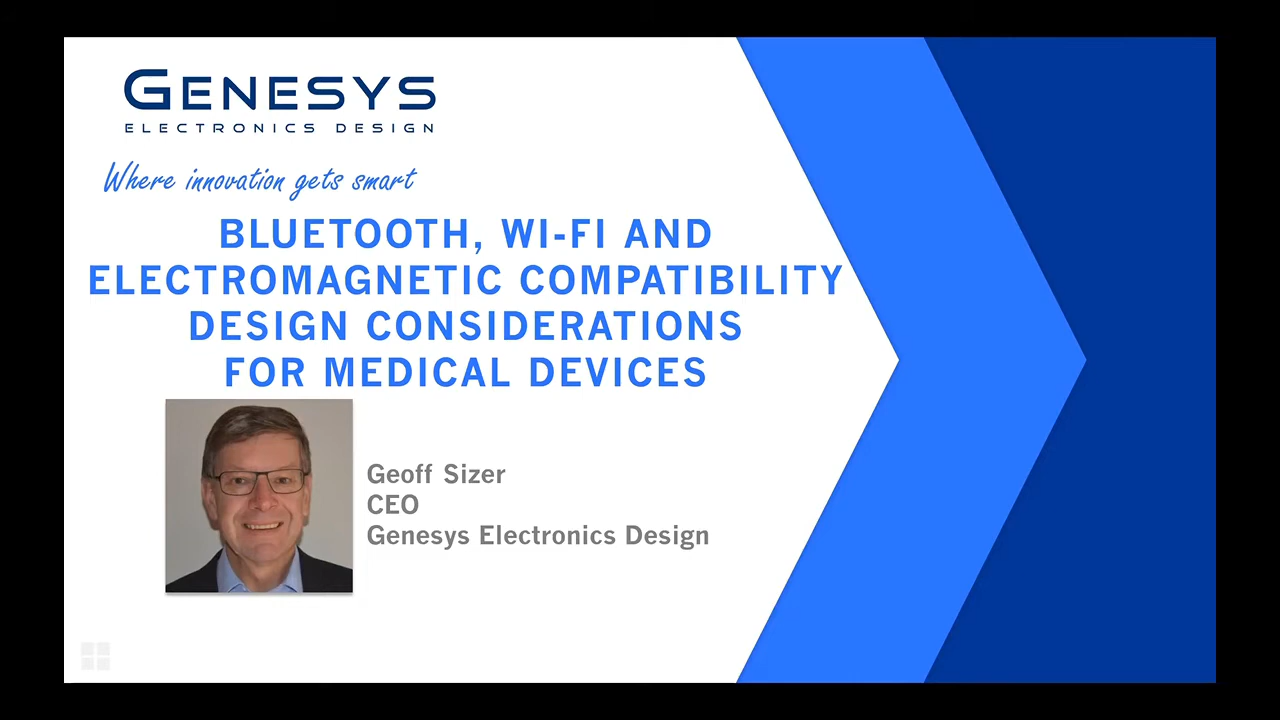 GENESYS
ELECTRONICS DESIGN
Where innovation gets smart
BLUETOOTH, WI-FI AND
ELECTROMAGNETIC COMPATIBILITY
DESIGN CONSIDERATIONS
FOR MEDICAL DEVICES
Geoff Sizer
CEO
Genesys Electronics Design